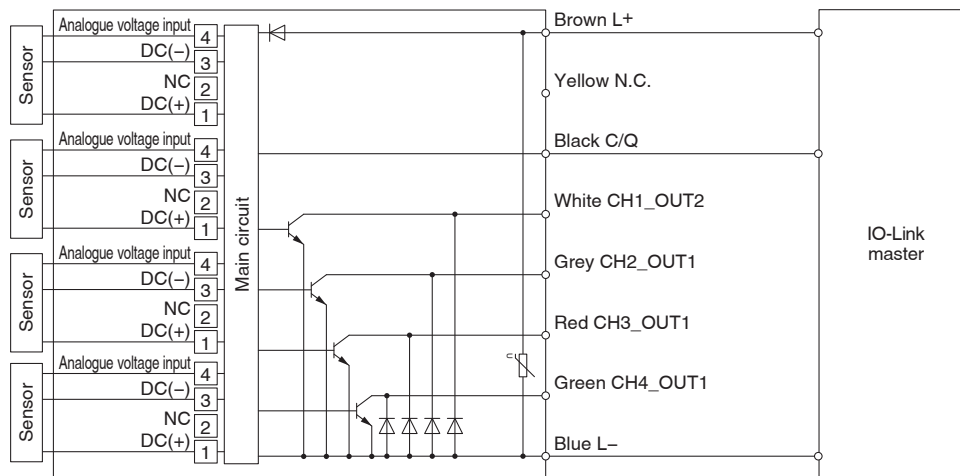 Brown L+
Analogue voltage input 4
DC(−) 3
NC 2
DC(+) 1
Sensor
Yellow N.C.
Analogue voltage input 4
DC(−) 3
NC 2
DC(+) 1
Sensor
Black C/Q
White CH1_OUT2
Main circuit
IO-Link
master
Analogue voltage input 4
DC(−) 3
NC 2
DC(+) 1
Sensor
Grey CH2_OUT1
Red CH3_OUT1
Analogue voltage input 4
DC(−) 3
NC 2
DC(+) 1
Sensor
Green CH4_OUT1
Blue L−